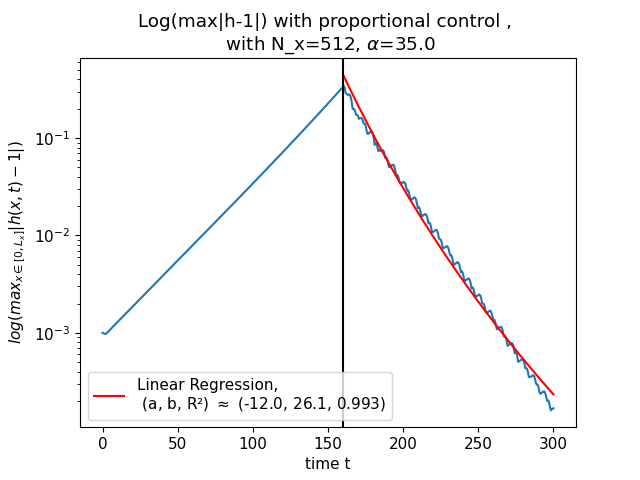 Log(max|h-1|) with proportional control ,
with N_x=512, α=35.0
log(max_{x∈[0,L_x]}|h(x, t) − 1|)
10⁻¹
10⁻²
10⁻³
Linear Regression,
(a, b, R²) ≈ (-12.0, 26.1, 0.993)
0 50 100 150 200 250 300
time t